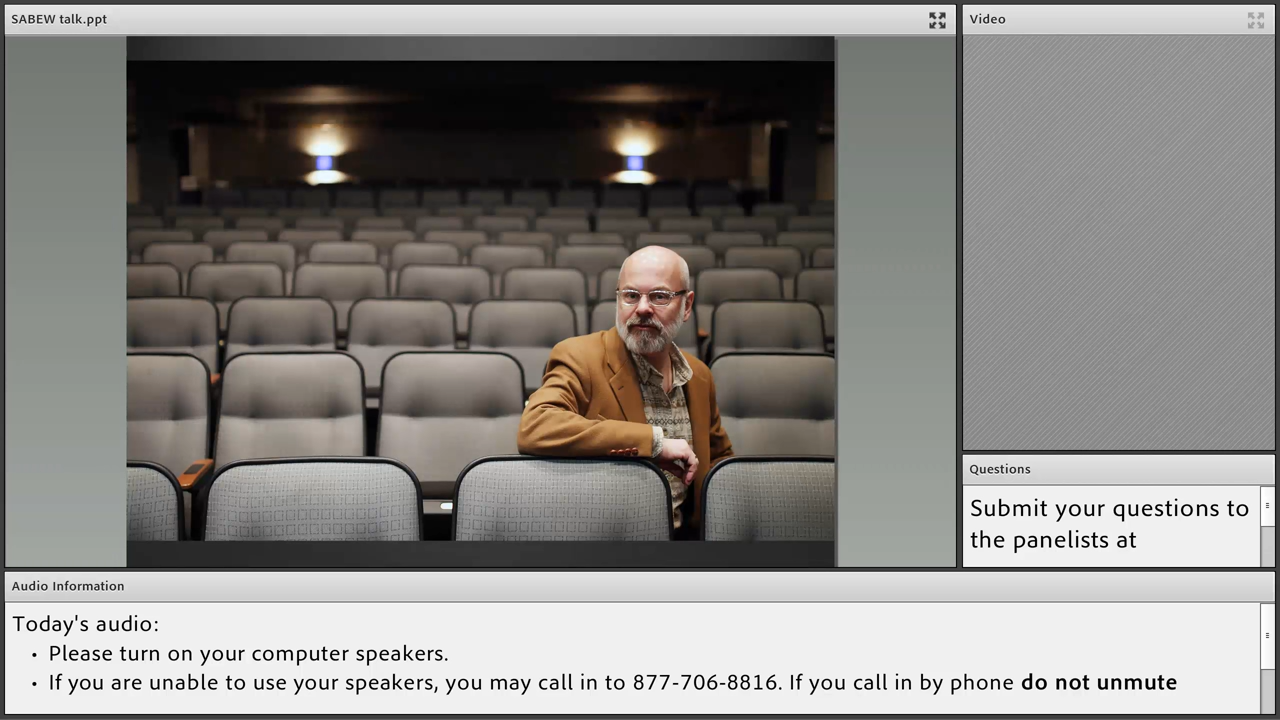 SABEW talk.ppt
Video
Questions
Submit your questions to
the panelists at
Audio Information
Today's audio:
• Please turn on your computer speakers.
• If you are unable to use your speakers, you may call in to 877-706-8816. If you call in by phone do not unmute